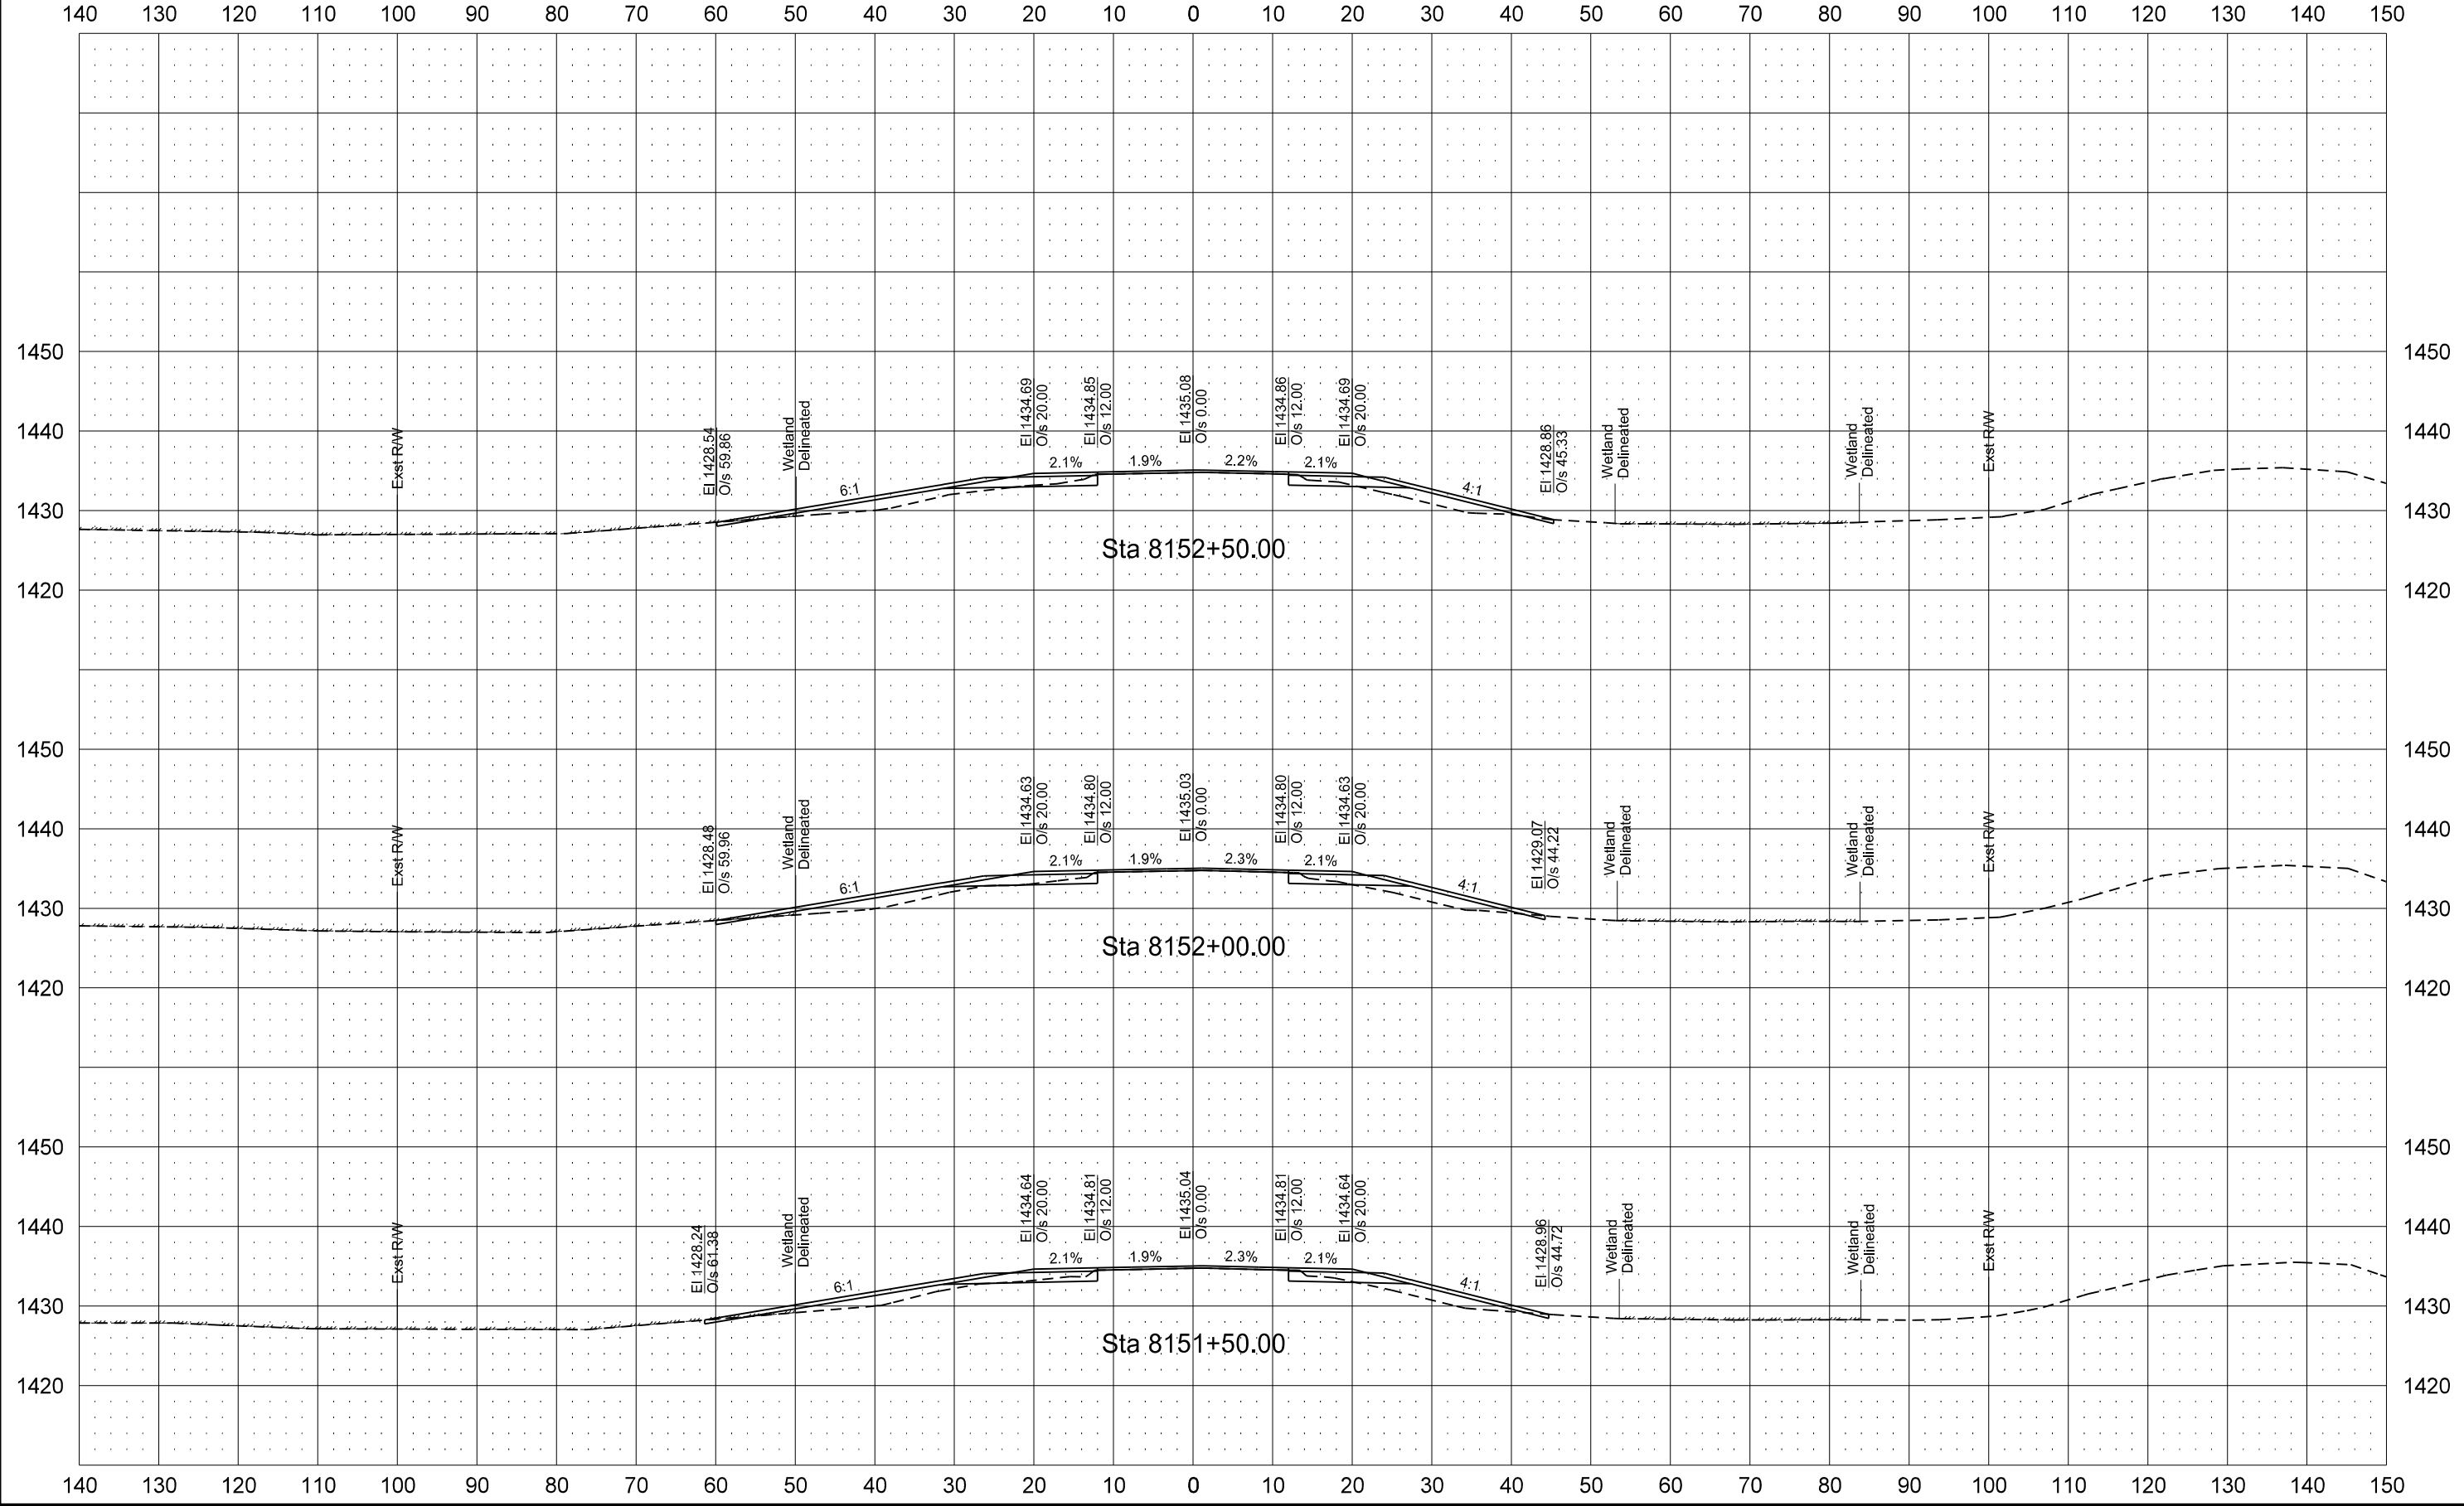 140 130 120 110 100 90 80 70 60 50 40 30 20 10 0 10 20 30 40 50 60 70 80 90 100 110 120 130 140 150
1450 1450
1440 1440
1430 1430
1420 1420
Exst R/W
El 1428.54
O/s 59.86
Wetland
Delineated
6:1
El 1434.69
O/s 20.00
2.1%
El 1434.85
O/s 12.00
1.9%
El 1435.08
O/s 0.00
2.2%
El 1434.86
O/s 12.00
2.1%
El 1434.69
O/s 20.00
4:1
El 1428.86
O/s 45.33
Wetland
Delineated
Wetland
Delineated
Exst R/W
Sta 8152+50.00
1450 1450
1440 1440
1430 1430
1420 1420
Exst R/W
El 1428.48
O/s 59.96
Wetland
Delineated
6:1
El 1434.63
O/s 20.00
2.1%
El 1434.80
O/s 12.00
1.9%
El 1435.03
O/s 0.00
2.3%
El 1434.80
O/s 12.00
2.1%
El 1434.63
O/s 20.00
4:1
El 1429.07
O/s 44.22
Wetland
Delineated
Wetland
Delineated
Exst R/W
Sta 8152+00.00
1450 1450
1440 1440
1430 1430
1420 1420
Exst R/W
El 1428.24
O/s 61.38
Wetland
Delineated
6:1
El 1434.64
O/s 20.00
2.1%
El 1434.81
O/s 12.00
1.9%
El 1435.04
O/s 0.00
2.3%
El 1434.81
O/s 12.00
2.1%
El 1434.64
O/s 20.00
4:1
El 1428.96
O/s 44.72
Wetland
Delineated
Wetland
Delineated
Exst R/W
Sta 8151+50.00
140 130 120 110 100 90 80 70 60 50 40 30 20 10 0 10 20 30 40 50 60 70 80 90 100 110 120 130 140 150